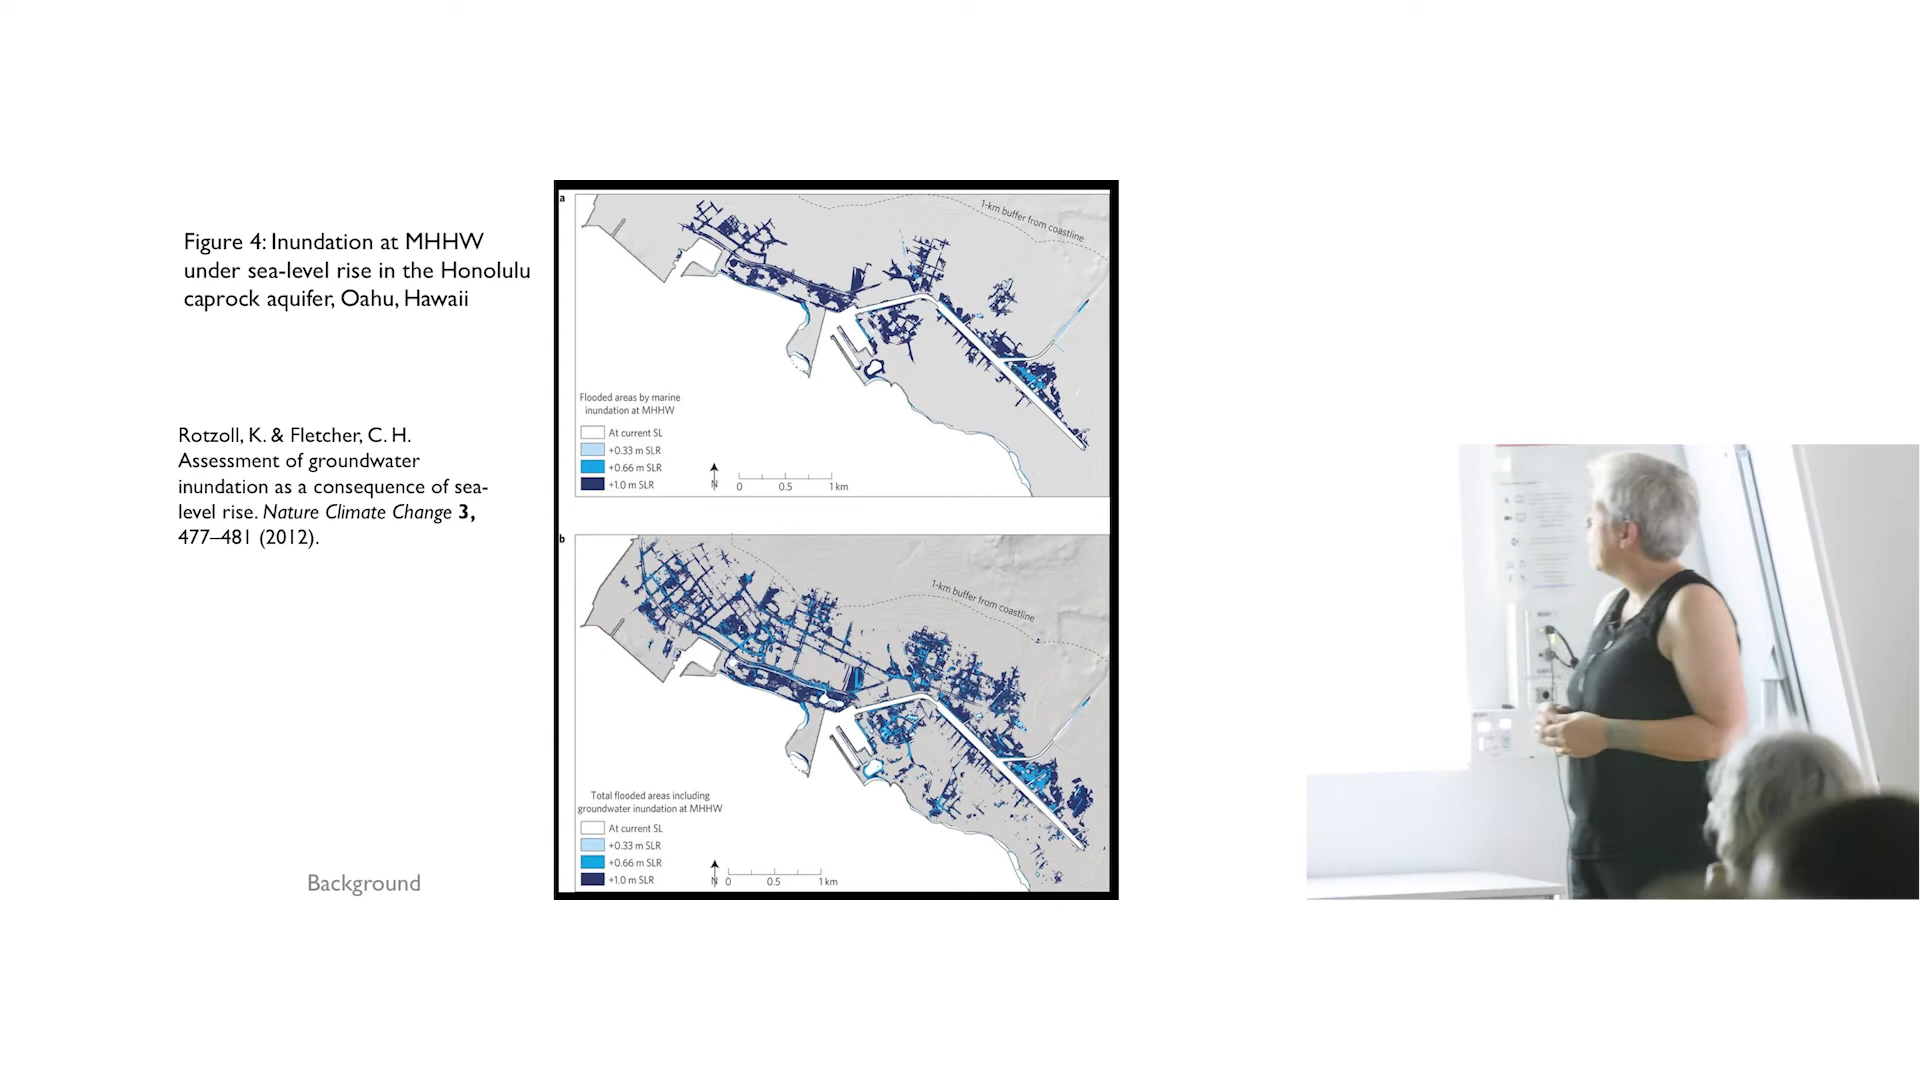 Figure 4: Inundation at MHHW
under sea-level rise in the Honolulu
caprock aquifer, Oahu, Hawaii
Rotzoll, K. & Fletcher, C. H.
Assessment of groundwater
inundation as a consequence of sea-
level rise. Nature Climate Change 3,
477–481 (2012).
Background
a
1-km buffer from coastline
Flooded areas by marine
inundation at MHHW
At current SL
+0.33 m SLR
+0.66 m SLR
+1.0 m SLR
N
0 0.5 1 km
b
1-km buffer from coastline
Total flooded areas including
groundwater inundation at MHHW
At current SL
+0.33 m SLR
+0.66 m SLR
+1.0 m SLR
N
0 0.5 1 km